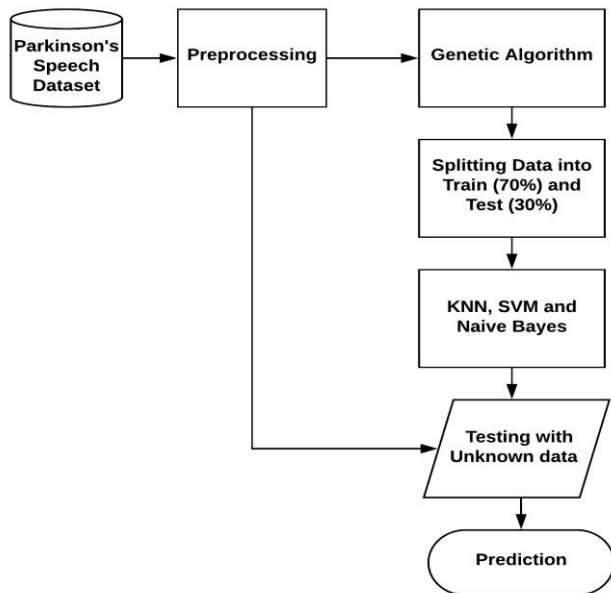 Parkinson's
Speech
Dataset
Preprocessing
Genetic Algorithm
Splitting Data into
Train (70%) and
Test (30%)
KNN, SVM and
Naive Bayes
Testing with
Unknown data
Prediction